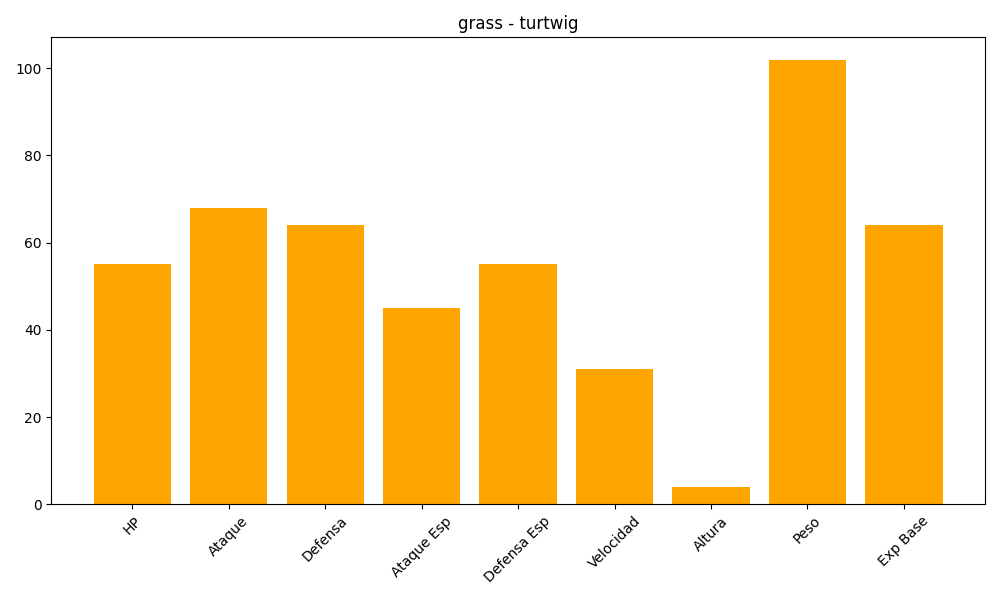 grass - turtwig
100
80
60
40
20
0
HP
Ataque
Defensa
Ataque Esp
Defensa Esp
Velocidad
Altura
Peso
Exp Base